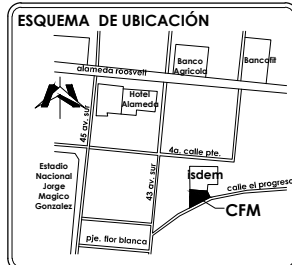 ESQUEMA DE UBICACIÓN
Banco
Agricola
Bancofit
alameda roosvelt
Hotel
Alameda
45 av. sur
4a. calle pte.
Estadio
Nacional
Jorge
Magico
Gonzalez
43 av. sur
isdem
calle el progreso
CFM
pje. flor blanca